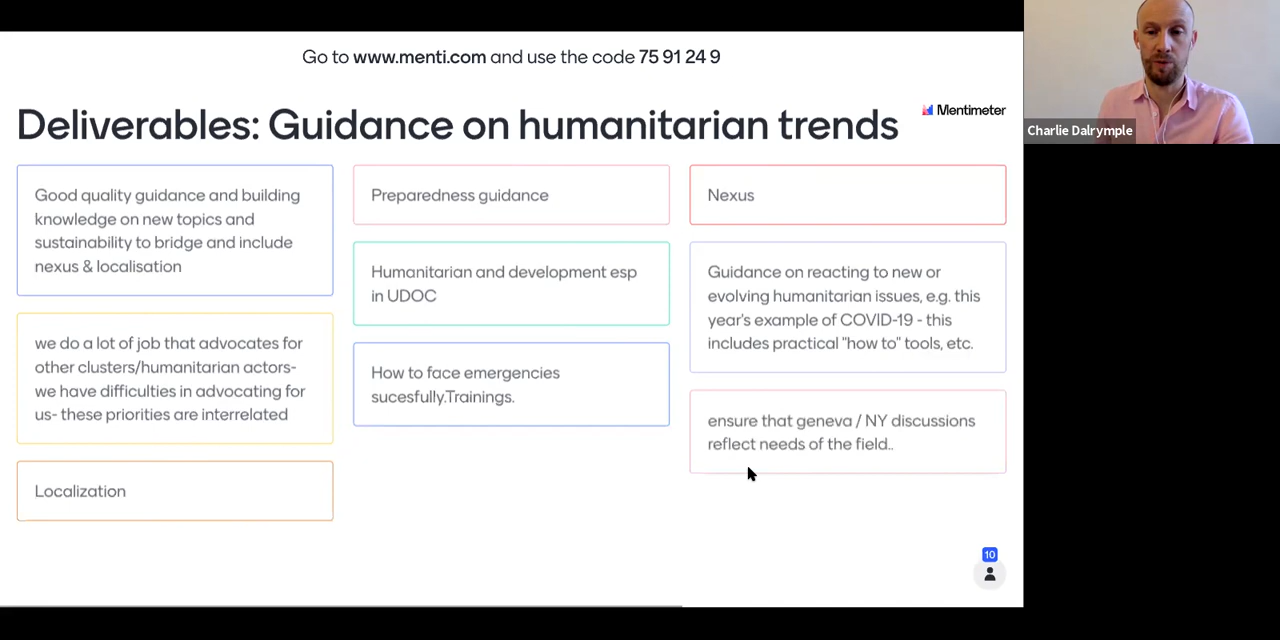 Go to www.menti.com and use the code 75 91 24 9
Mentimeter
Deliverables: Guidance on humanitarian trends
Charlie Dalrymple
Good quality guidance and building
knowledge on new topics and
sustainability to bridge and include
nexus & localisation
we do a lot of job that advocates for
other clusters/humanitarian actors-
we have difficulties in advocating for
us- these priorities are interrelated
Localization
Preparedness guidance
Humanitarian and development esp
in UDOC
How to face emergencies
sucesfully.Trainings.
Nexus
Guidance on reacting to new or
evolving humanitarian issues, e.g. this
year's example of COVID-19 - this
includes practical "how to" tools, etc.
ensure that geneva / NY discussions
reflect needs of the field..
10